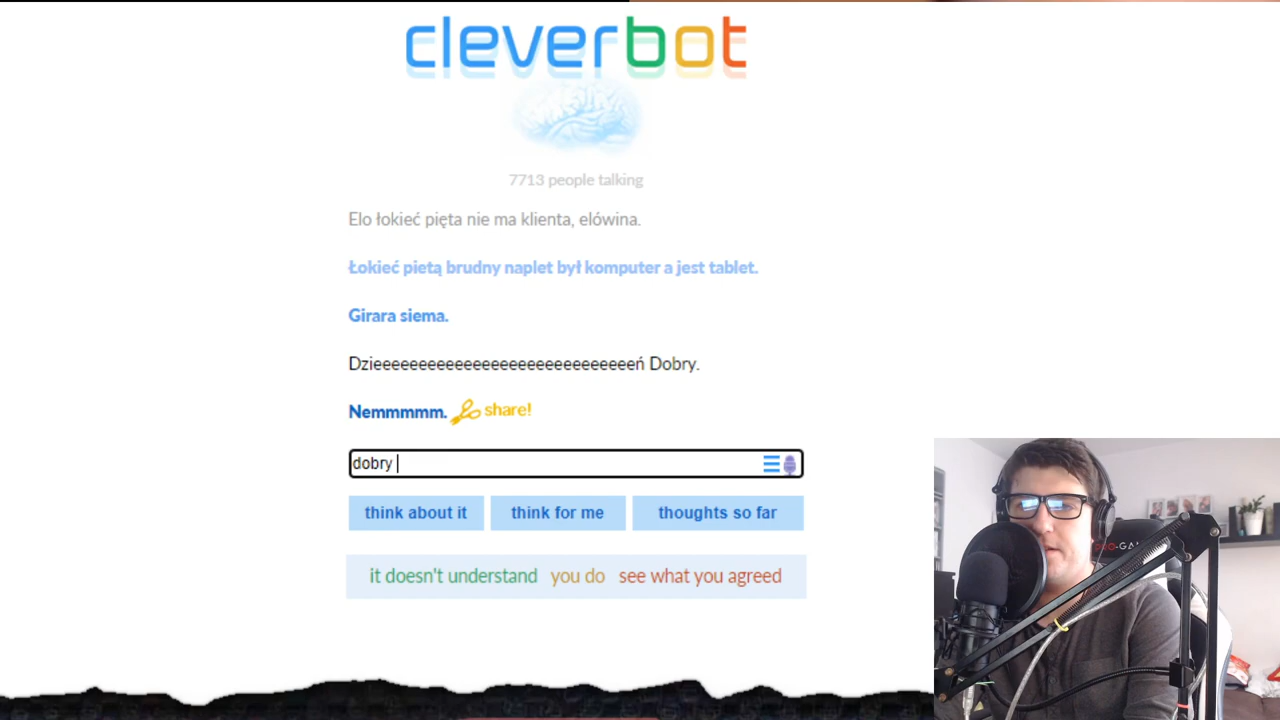 cleverbot
7713 people talking
Elo łokieć pięta nie ma klienta, elówina.
Łokieć pietą brudny naplet był komputer a jest tablet.
Girara siema.
Dzieeeeeeeeeeeeeeeeeeeeeeeeeeeeń Dobry.
Nemmmmm. share!
dobry
think about it think for me thoughts so far
it doesn't understand you do see what you agreed